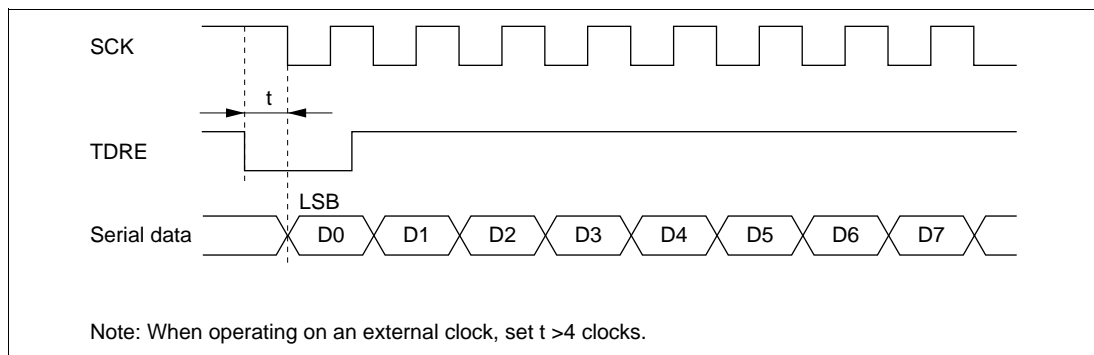 SCK
t
TDRE
LSB
Serial data D0 D1 D2 D3 D4 D5 D6 D7
Note: When operating on an external clock, set t >4 clocks.